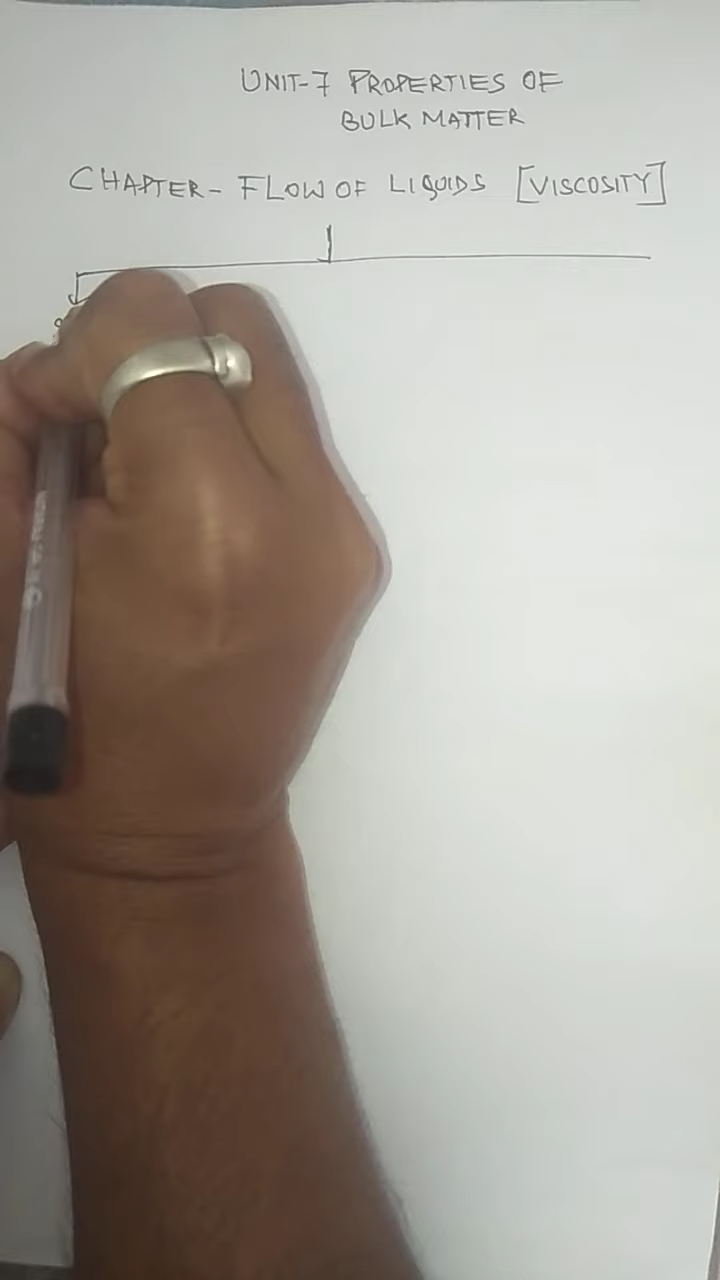 UNIT-7 PROPERTIES OF
BULK MATTER
CHAPTER- FLOW OF LIQUIDS [VISCOSITY]